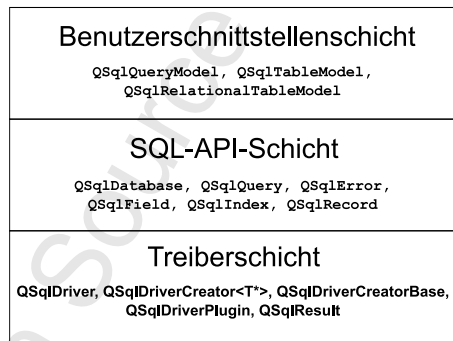 Benutzerschnittstellenschicht
QSqlQueryModel, QSqlTableModel,
QSqlRelationalTableModel
SQL-API-Schicht
QSqlDatabase, QSqlQuery, QSqlError,
QSqlField, QSqlIndex, QSqlRecord
Treiberschicht
QSqlDriver, QSqlDriverCreator<T*>, QSqlDriverCreatorBase,
QSqlDriverPlugin, QSqlResult
Source